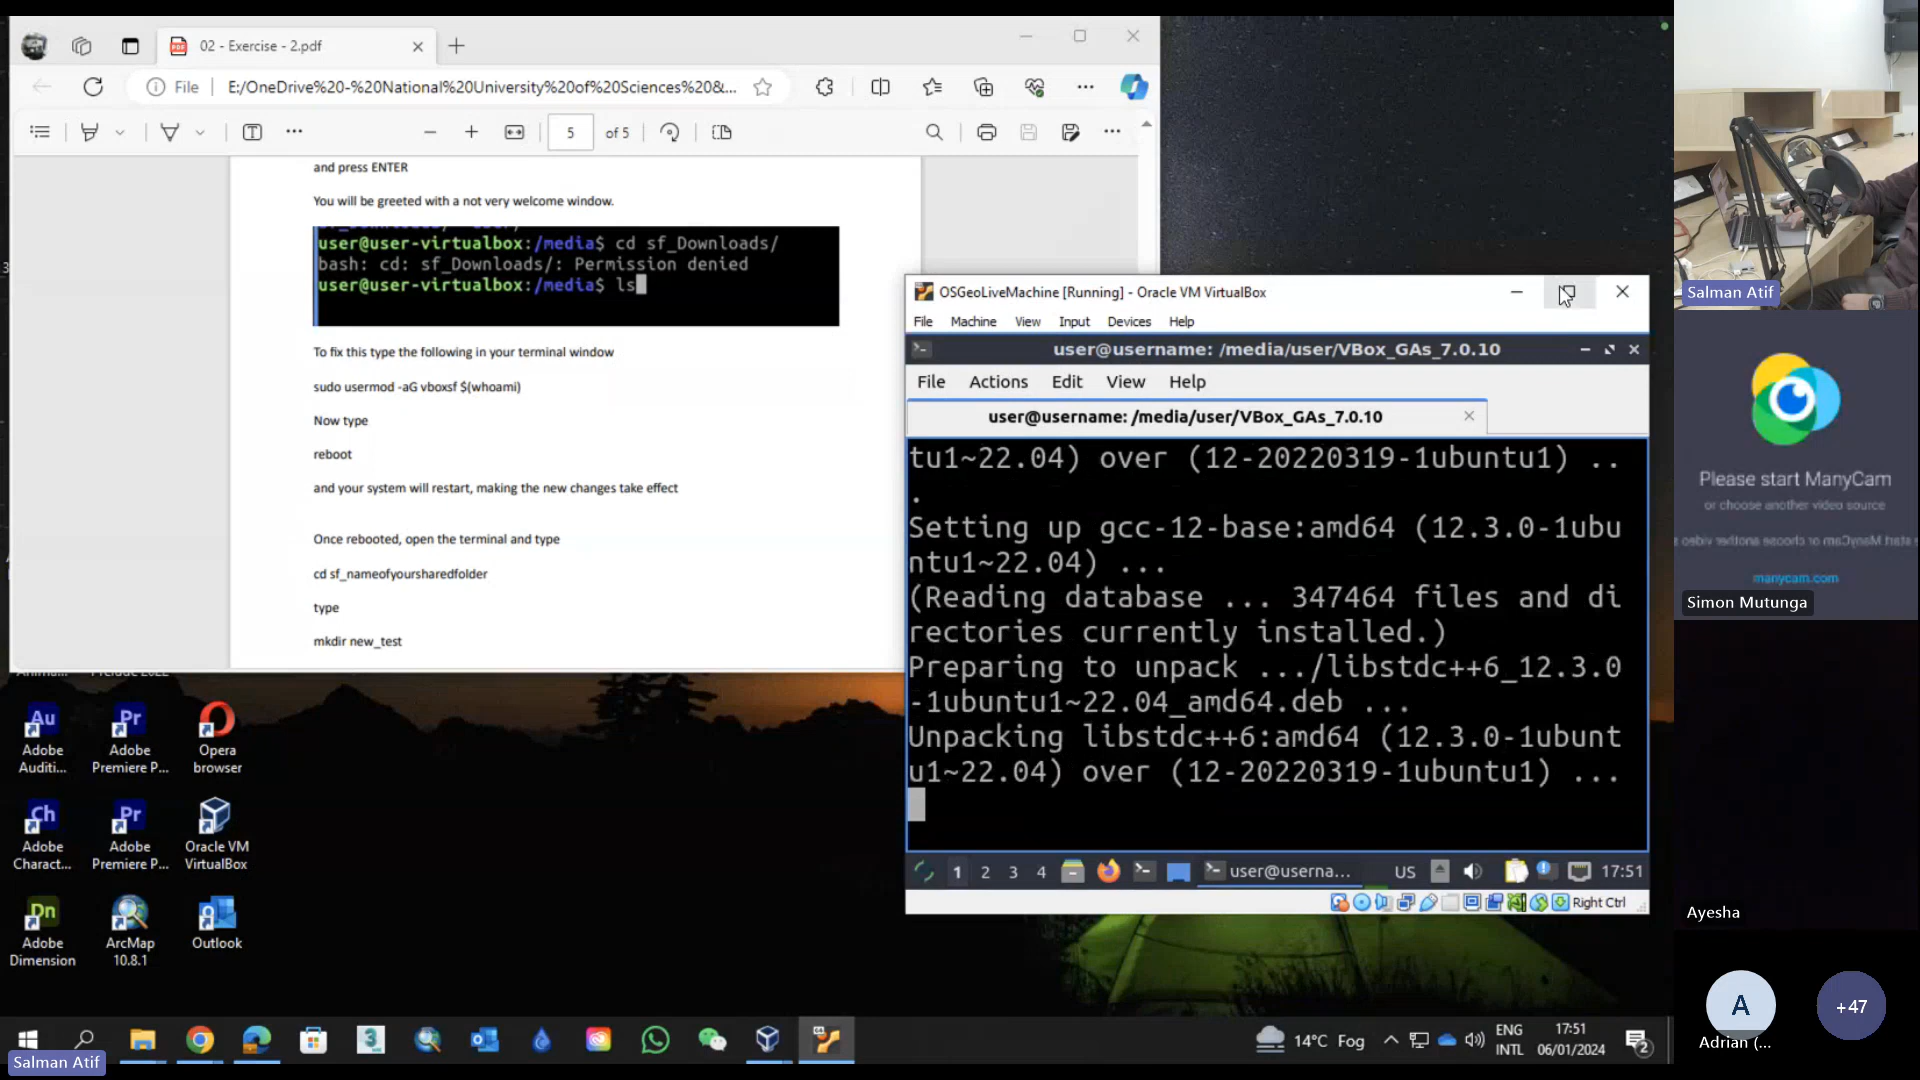 02 - Exercise - 2.pdf
File
E:/OneDrive%20-%20National%20University%20of%20Sciences%20&...
5
of 5
and press ENTER
You will be greeted with a not very welcome window.
user@user-virtualbox:/media$ cd sf_Downloads/
bash: cd: sf_Downloads/: Permission denied
user@user-virtualbox:/media$ ls
To fix this type the following in your terminal window
sudo usermod -aG vboxsf $(whoami)
Now type
reboot
and your system will restart, making the new changes take effect
Once rebooted, open the terminal and type
cd sf_nameofyoursharedfolder
type
mkdir new_test
OSGeoLiveMachine [Running] - Oracle VM VirtualBox
File Machine View Input Devices Help
user@username: /media/user/VBox_GAs_7.0.10
File Actions Edit View Help
user@username: /media/user/VBox_GAs_7.0.10
tu1~22.04) over (12-20220319-1ubuntu1) ..
.
Setting up gcc-12-base:amd64 (12.3.0-1ubu
ntu1~22.04) ...
(Reading database ... 347464 files and di
rectories currently installed.)
Preparing to unpack .../libstdc++6_12.3.0
-1ubuntu1~22.04_amd64.deb ...
Unpacking libstdc++6:amd64 (12.3.0-1ubunt
u1~22.04) over (12-20220319-1ubuntu1) ...
1 2 3 4
user@userna...
US
17:51
Right Ctrl
Au
Adobe
Auditi...
Pr
Adobe
Premiere P...
Opera
browser
Ch
Adobe
Charact...
Pr
Adobe
Premiere P...
Oracle VM
VirtualBox
Dn
Adobe
Dimension
ArcMap
10.8.1
Outlook
14°C Fog
ENG
INTL
17:51
06/01/2024
2
Salman Atif
Salman Atif
Please start ManyCam
or choose another video source
manycam.com
Simon Mutunga
Ayesha
A
Adrian (...
+47